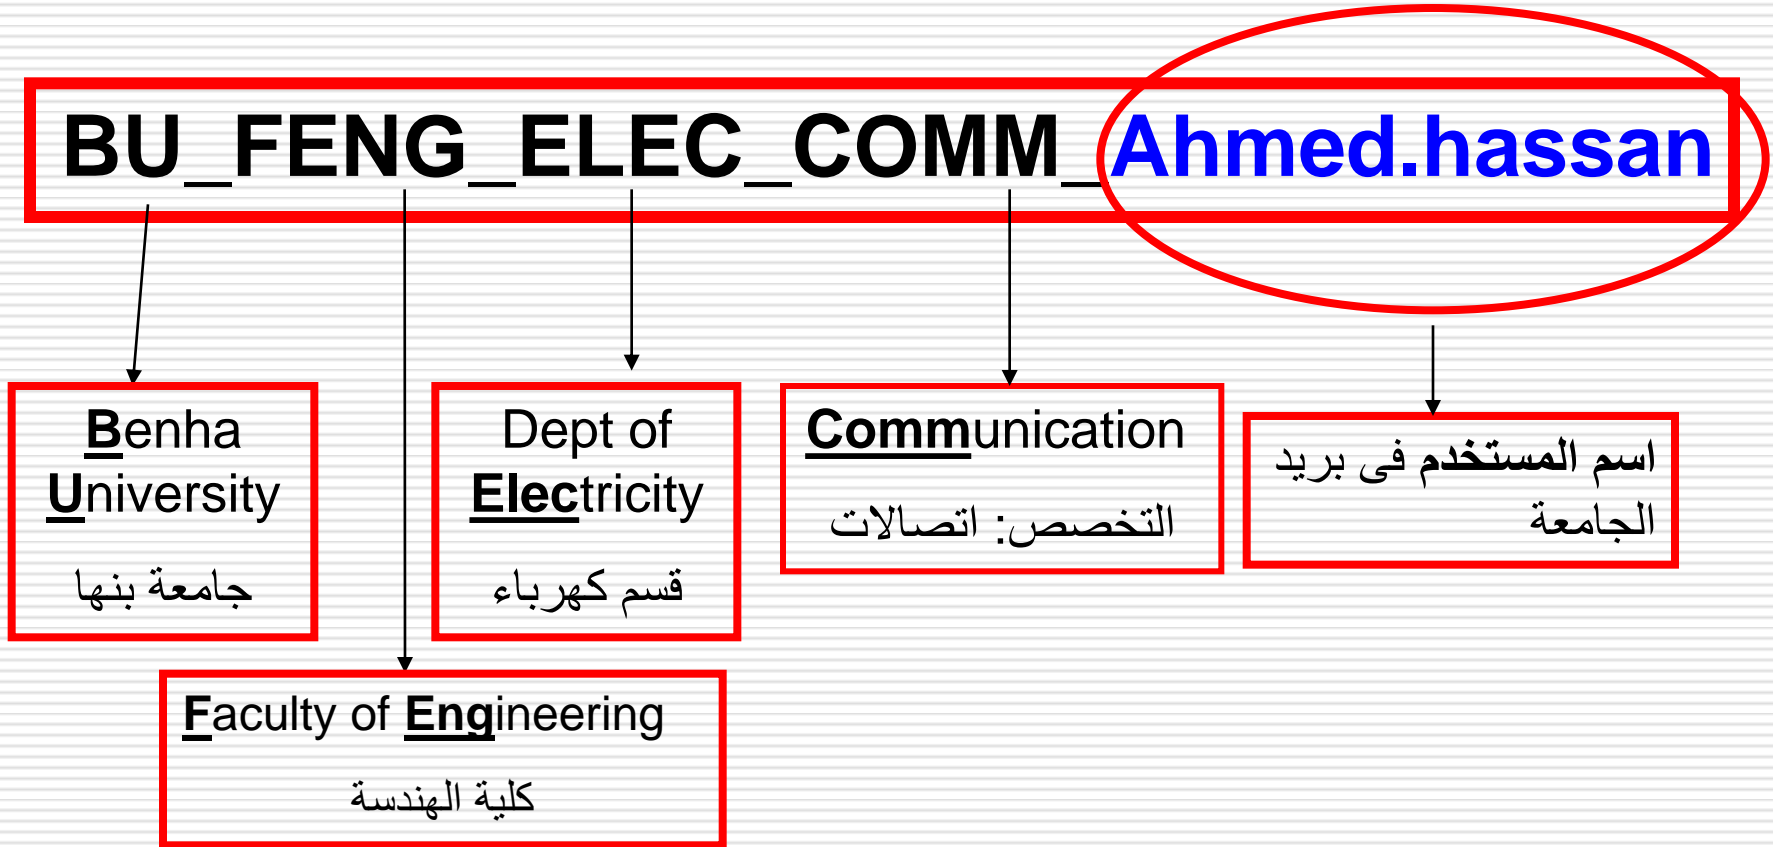 BU_FENG_ELEC_COMM_Ahmed.hassan
Benha
University
جامعة بنها
Dept of
Electricity
قسم كهرباء
Communication
التخصص: اتصالات
اسم المستخدم فى بريد
الجامعة
Faculty of Engineering
كلية الهندسة